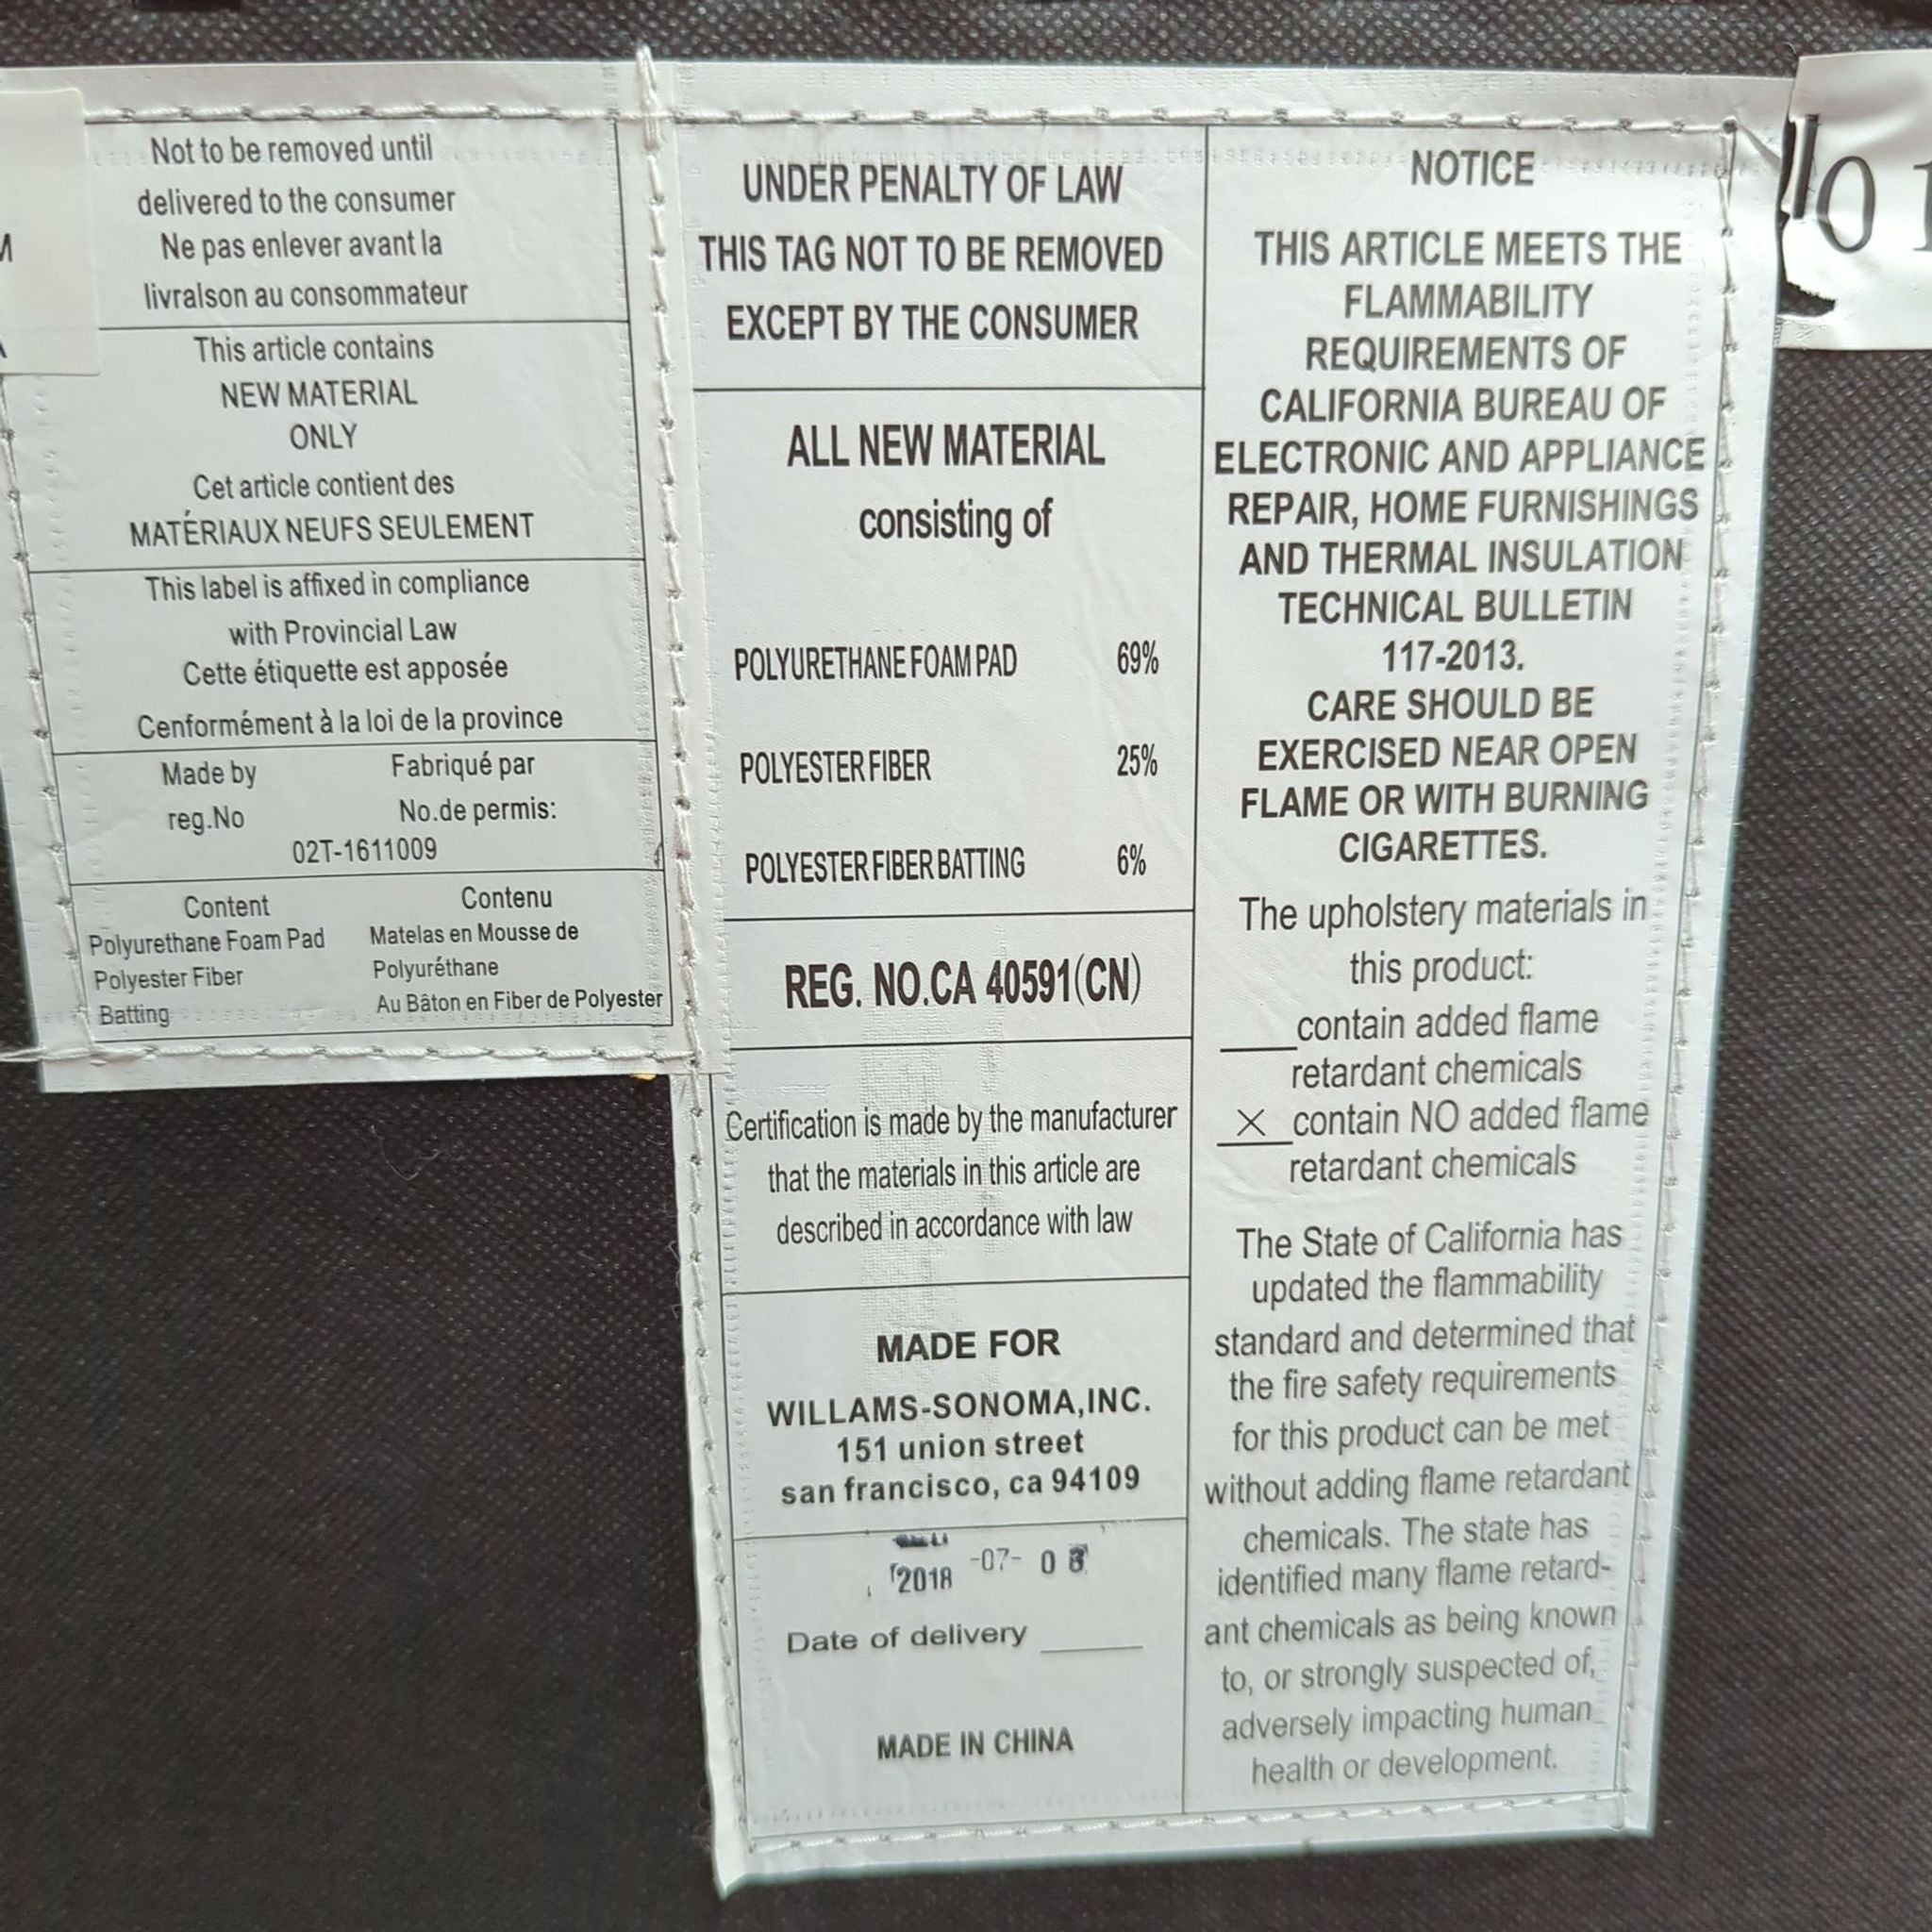 Not to be removed until
delivered to the consumer
Ne pas enlever avant la
livralson au consommateur
This article contains
NEW MATERIAL
ONLY
Cet article contient des
MATÉRIAUX NEUFS SEULEMENT
This label is affixed in compliance
with Provincial Law
Cette étiquette est apposée
Cenformément à la loi de la province
Made by Fabriqué par
reg.No No.de permis:
02T-1611009
Content Contenu
Polyurethane Foam Pad Matelas en Mousse de
Polyester Fiber Polyuréthane
Batting Au Bâton en Fiber de Polyester
UNDER PENALTY OF LAW
THIS TAG NOT TO BE REMOVED
EXCEPT BY THE CONSUMER
ALL NEW MATERIAL
consisting of
POLYURETHANE FOAM PAD 69%
POLYESTER FIBER 25%
POLYESTER FIBER BATTING 6%
REG. NO.CA 40591(CN)
Certification is made by the manufacturer
that the materials in this article are
described in accordance with law
MADE FOR
WILLAMS-SONOMA,INC.
151 union street
san francisco, ca 94109
2018 -07- 0
Date of delivery
MADE IN CHINA
NOTICE
THIS ARTICLE MEETS THE
FLAMMABILITY
REQUIREMENTS OF
CALIFORNIA BUREAU OF
ELECTRONIC AND APPLIANCE
REPAIR, HOME FURNISHINGS
AND THERMAL INSULATION
TECHNICAL BULLETIN
117-2013.
CARE SHOULD BE
EXERCISED NEAR OPEN
FLAME OR WITH BURNING
CIGARETTES.
The upholstery materials in
this product:
____contain added flame
retardant chemicals
__X__contain NO added flame
retardant chemicals
The State of California has
updated the flammability
standard and determined that
the fire safety requirements
for this product can be met
without adding flame retardant
chemicals. The state has
identified many flame retard-
ant chemicals as being known
to, or strongly suspected of,
adversely impacting human
health or development.
01